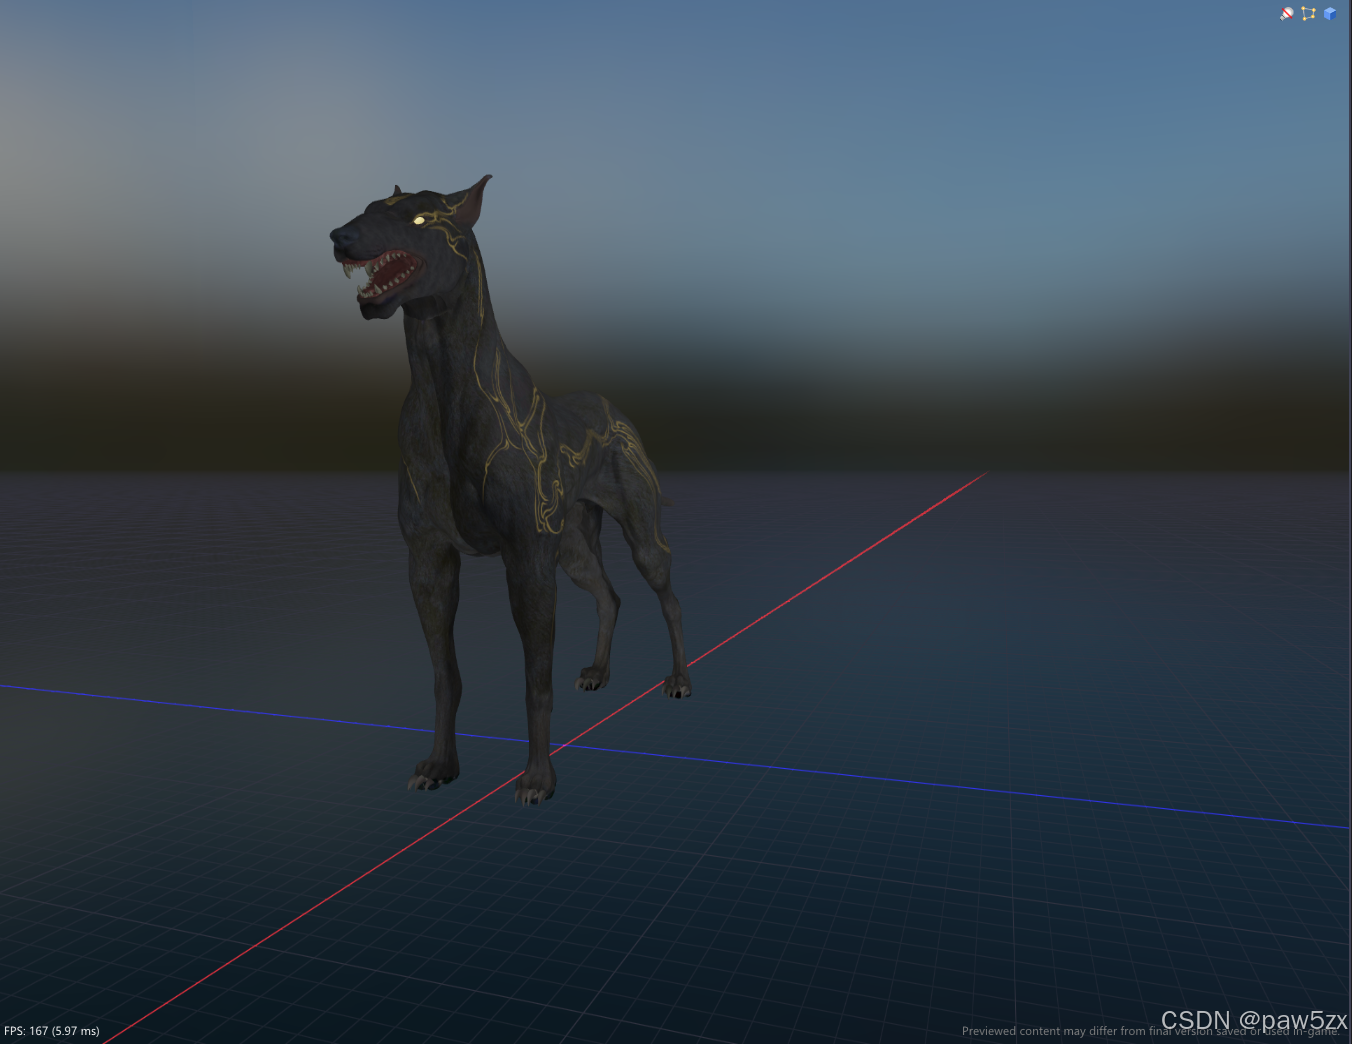 FPS: 167 (5.97 ms)
Previewed content may differ from final version saved or used in-game.
CSDN @paw5zx